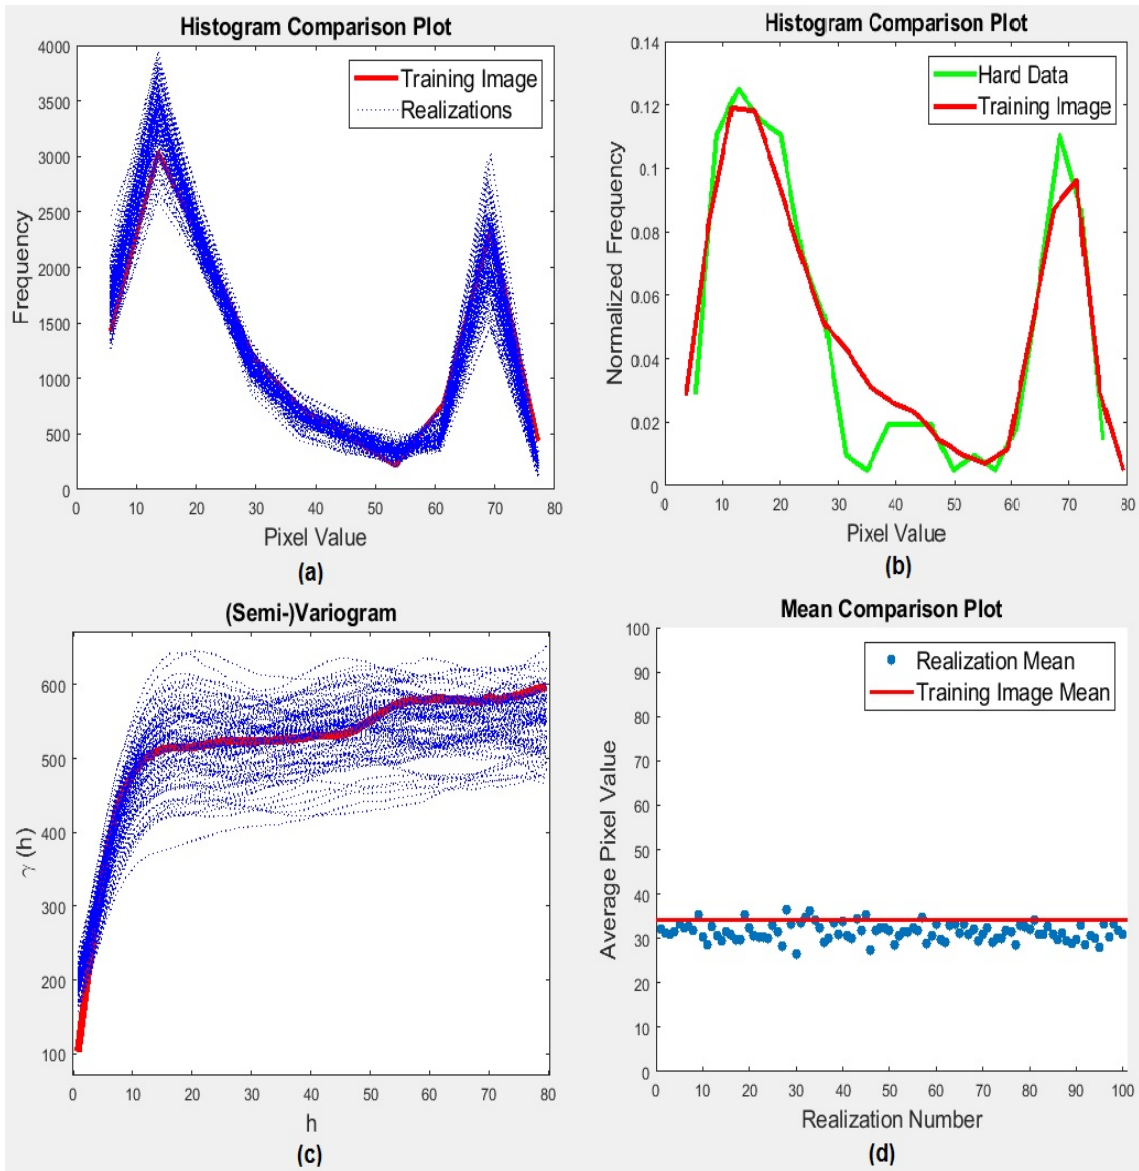 Histogram Comparison Plot
4000
3500
3000
2500
2000
1500
1000
500
0
Frequency
Training Image
Realizations
0 10 20 30 40 50 60 70 80
Pixel Value
(a)
Histogram Comparison Plot
0.14
0.12
0.1
0.08
0.06
0.04
0.02
0
Normalized Frequency
Hard Data
Training Image
0 10 20 30 40 50 60 70 80
Pixel Value
(b)
(Semi-)Variogram
600
500
400
300
200
100
γ (h)
0 10 20 30 40 50 60 70 80
h
(c)
Mean Comparison Plot
100
90
80
70
60
50
40
30
20
10
0
Average Pixel Value
Realization Mean
Training Image Mean
0 10 20 30 40 50 60 70 80 90 100
Realization Number
(d)